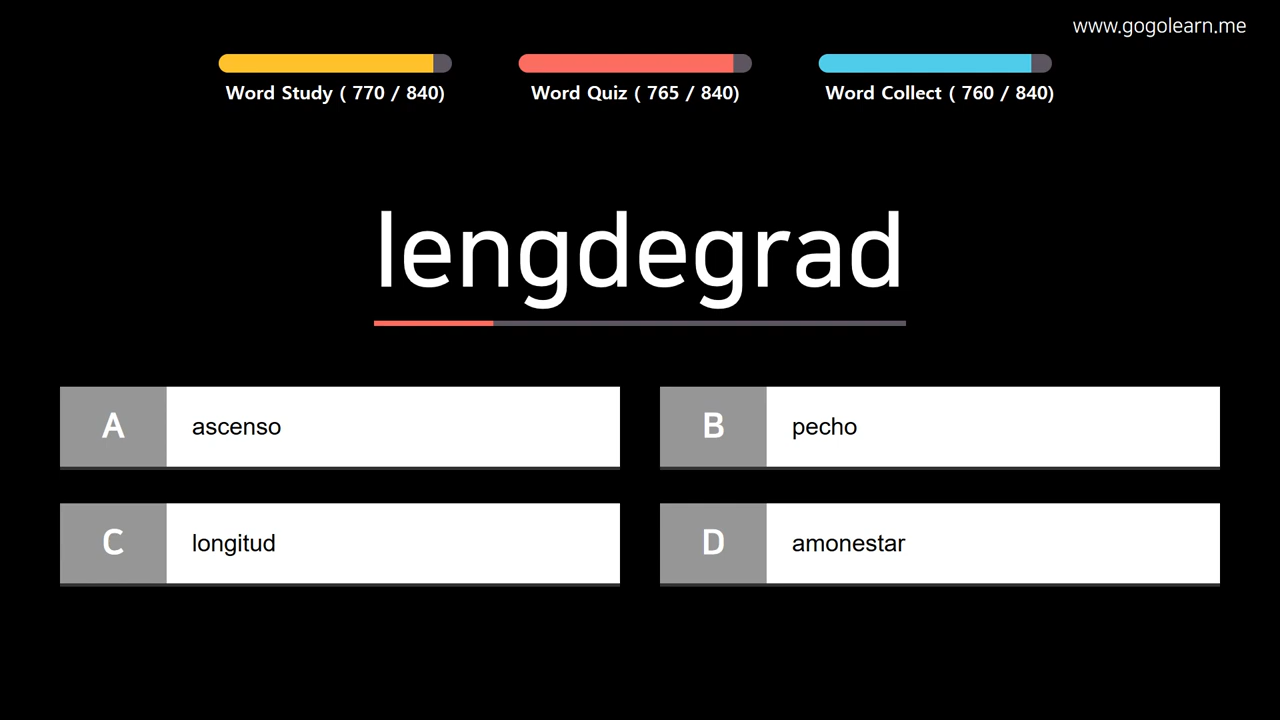 www.gogolearn.me
Word Study ( 770 / 840)
Word Quiz ( 765 / 840)
Word Collect ( 760 / 840)
lengdegrad
A ascenso
B pecho
C longitud
D amonestar